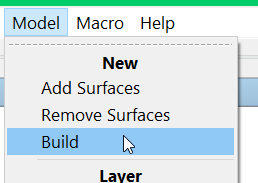 Model Macro Help
New
Add Surfaces
Remove Surfaces
Build
Layer